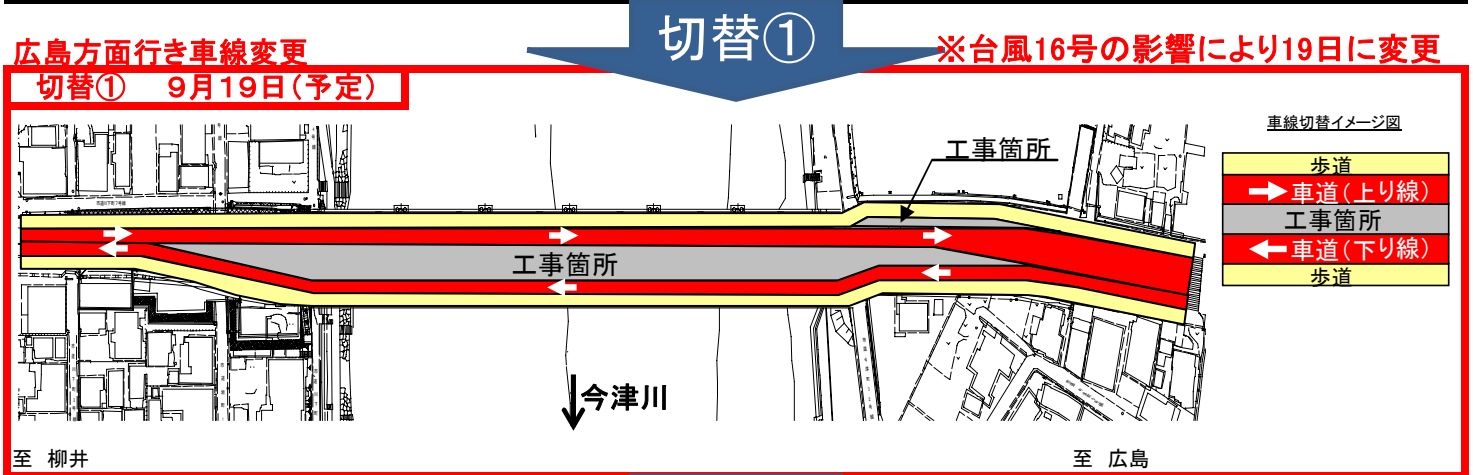 切替①
広島方面行き車線変更
※台風16号の影響により19日に変更
切替① 9月19日(予定)
車線切替イメージ図
工事箇所
歩道
車道(上り線)
工事箇所
車道(下り線)
歩道
工事箇所
今津川
至 柳井
至 広島